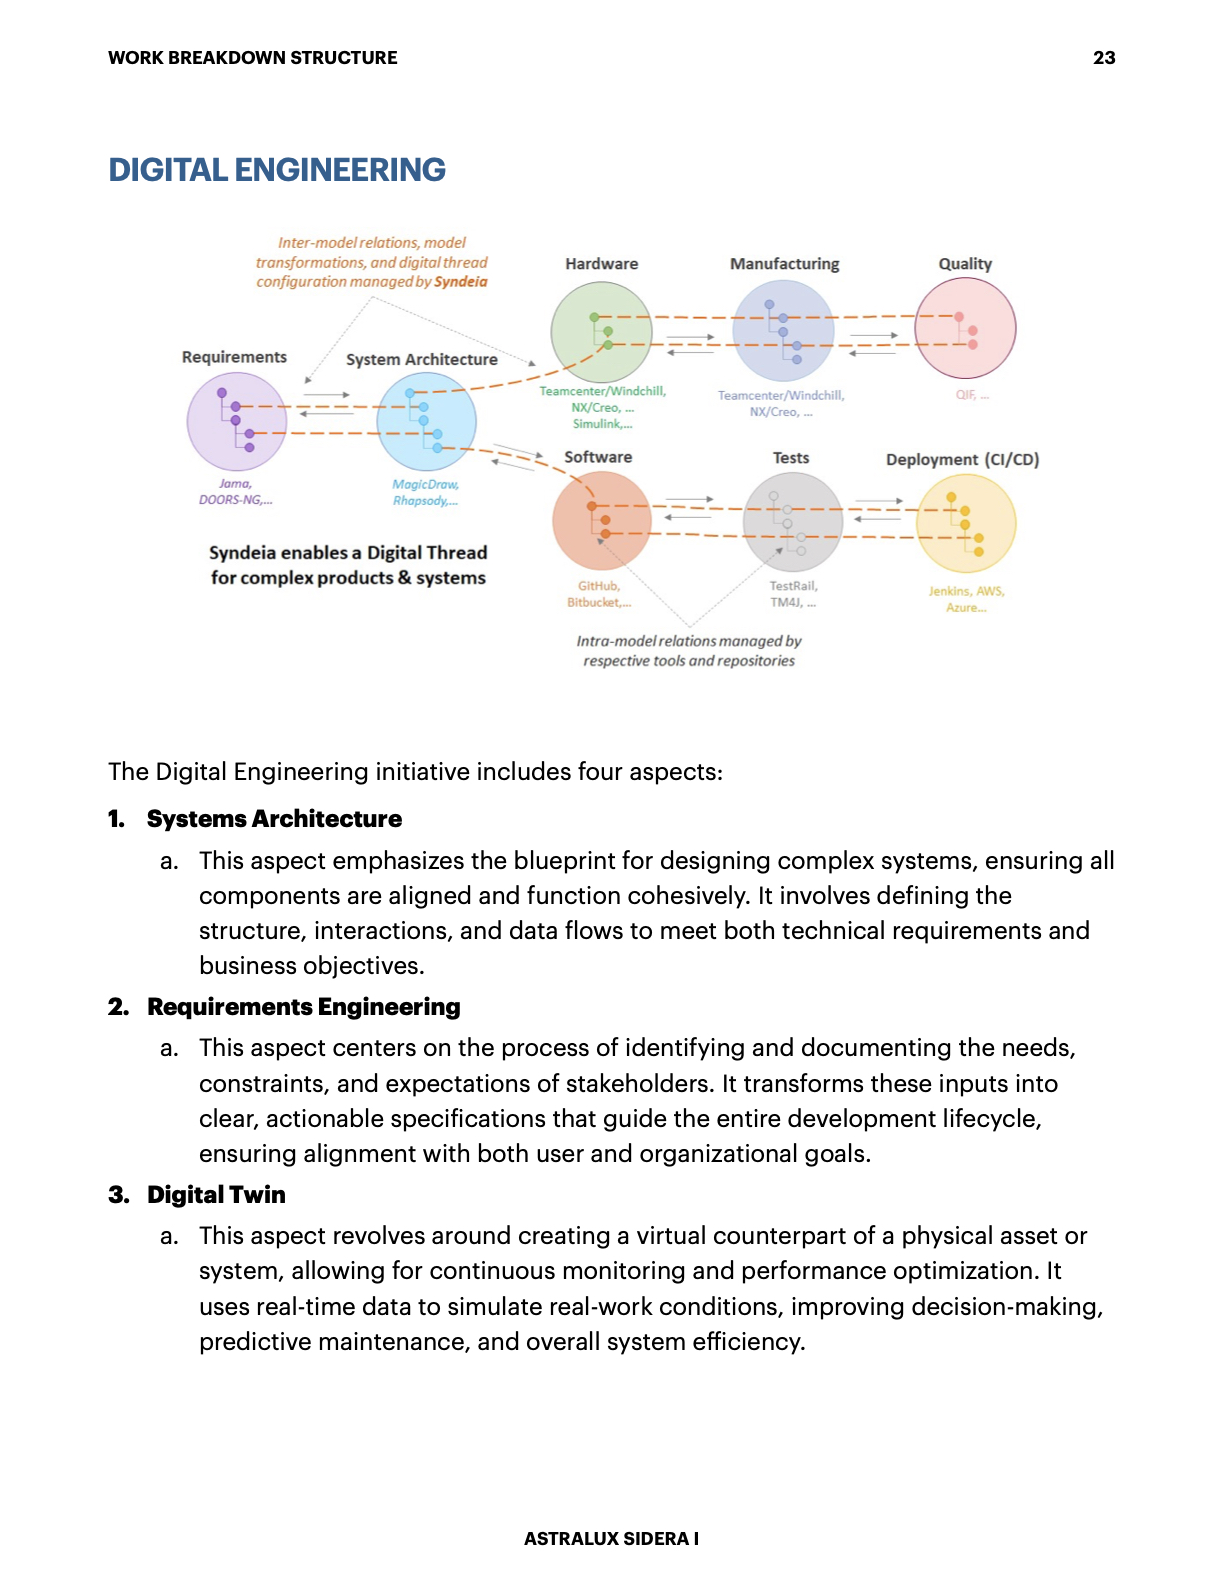 WORK BREAKDOWN STRUCTURE 23
DIGITAL ENGINEERING
Inter-model relations, model
transformations, and digital thread
configuration managed by Syndeia
Hardware
Manufacturing
Quality
Requirements
System Architecture
Teamcenter/Windchill,
NX/Creo, ...
Simulink,...
Teamcenter/Windchill,
NX/Creo, ...
QIF, ...
Software
Tests
Deployment (CI/CD)
Jama,
DOORS-NG,...
MagicDraw,
Rhapsody,...
Syndeia enables a Digital Thread
for complex products & systems
GitHub,
Bitbucket,...
TestRail,
TM4J, ...
Jenkins, AWS,
Azure...
Intra-model relations managed by
respective tools and repositories
The Digital Engineering initiative includes four aspects:
1. Systems Architecture
a. This aspect emphasizes the blueprint for designing complex systems, ensuring all
components are aligned and function cohesively. It involves defining the
structure, interactions, and data flows to meet both technical requirements and
business objectives.
2. Requirements Engineering
a. This aspect centers on the process of identifying and documenting the needs,
constraints, and expectations of stakeholders. It transforms these inputs into
clear, actionable specifications that guide the entire development lifecycle,
ensuring alignment with both user and organizational goals.
3. Digital Twin
a. This aspect revolves around creating a virtual counterpart of a physical asset or
system, allowing for continuous monitoring and performance optimization. It
uses real-time data to simulate real-work conditions, improving decision-making,
predictive maintenance, and overall system efficiency.
ASTRALUX SIDERA I